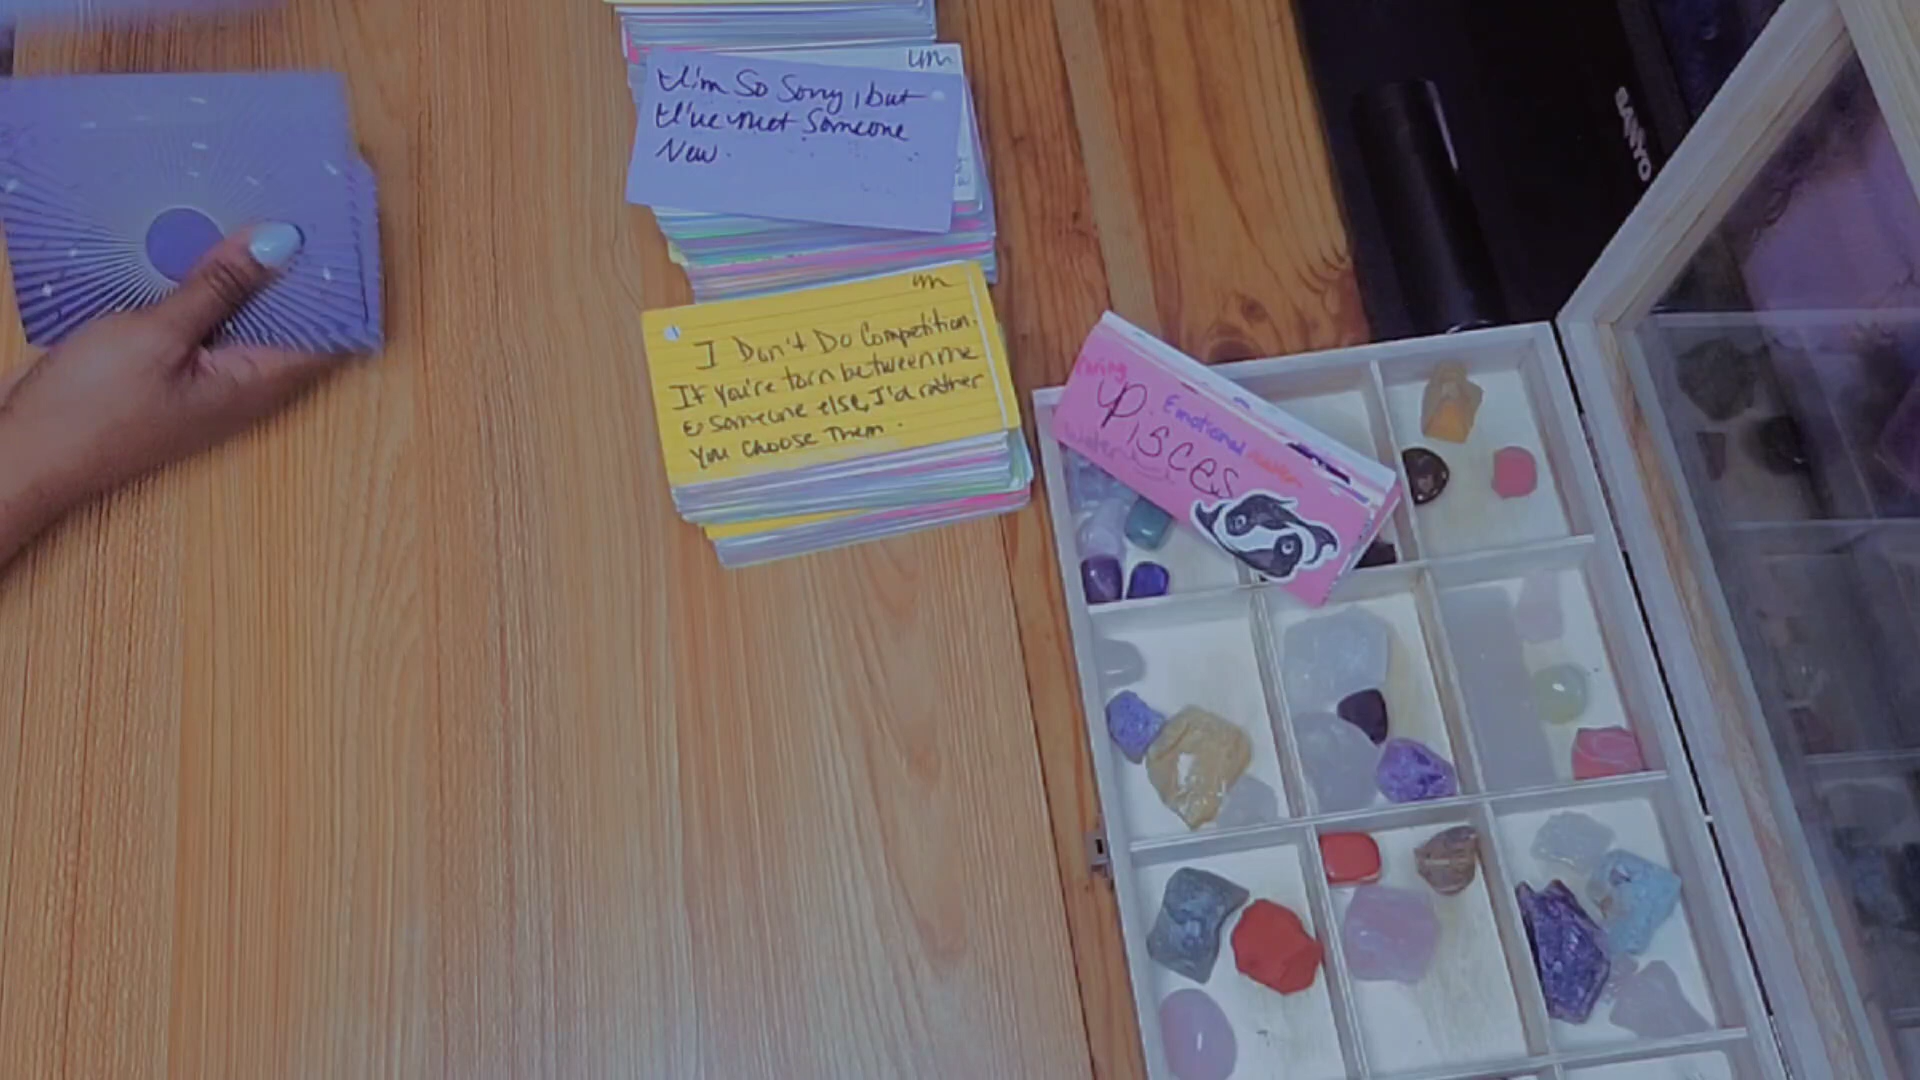 um
I'm So Sorry, but
I've met Someone
New.
um
I Don't Do Competition.
If you're torn between me
& someone else, I'd rather
You Choose Them.
SANYO
Pisces
Emotional